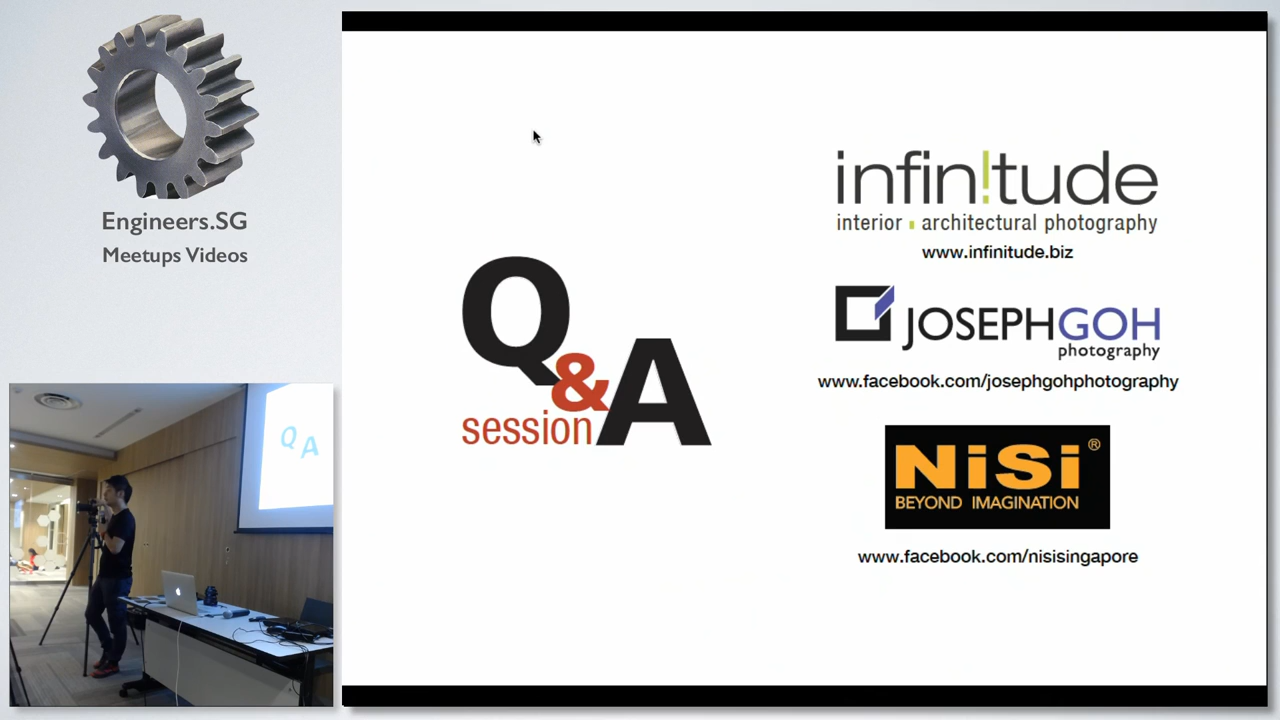 Engineers.SG
Meetups Videos
Q&A
session
infin!tude
interior ▪ architectural photography
www.infinitude.biz
JOSEPHGOH
photography
www.facebook.com/josephgohphotography
NiSi®
BEYOND IMAGINATION
www.facebook.com/nisisingapore
Q A